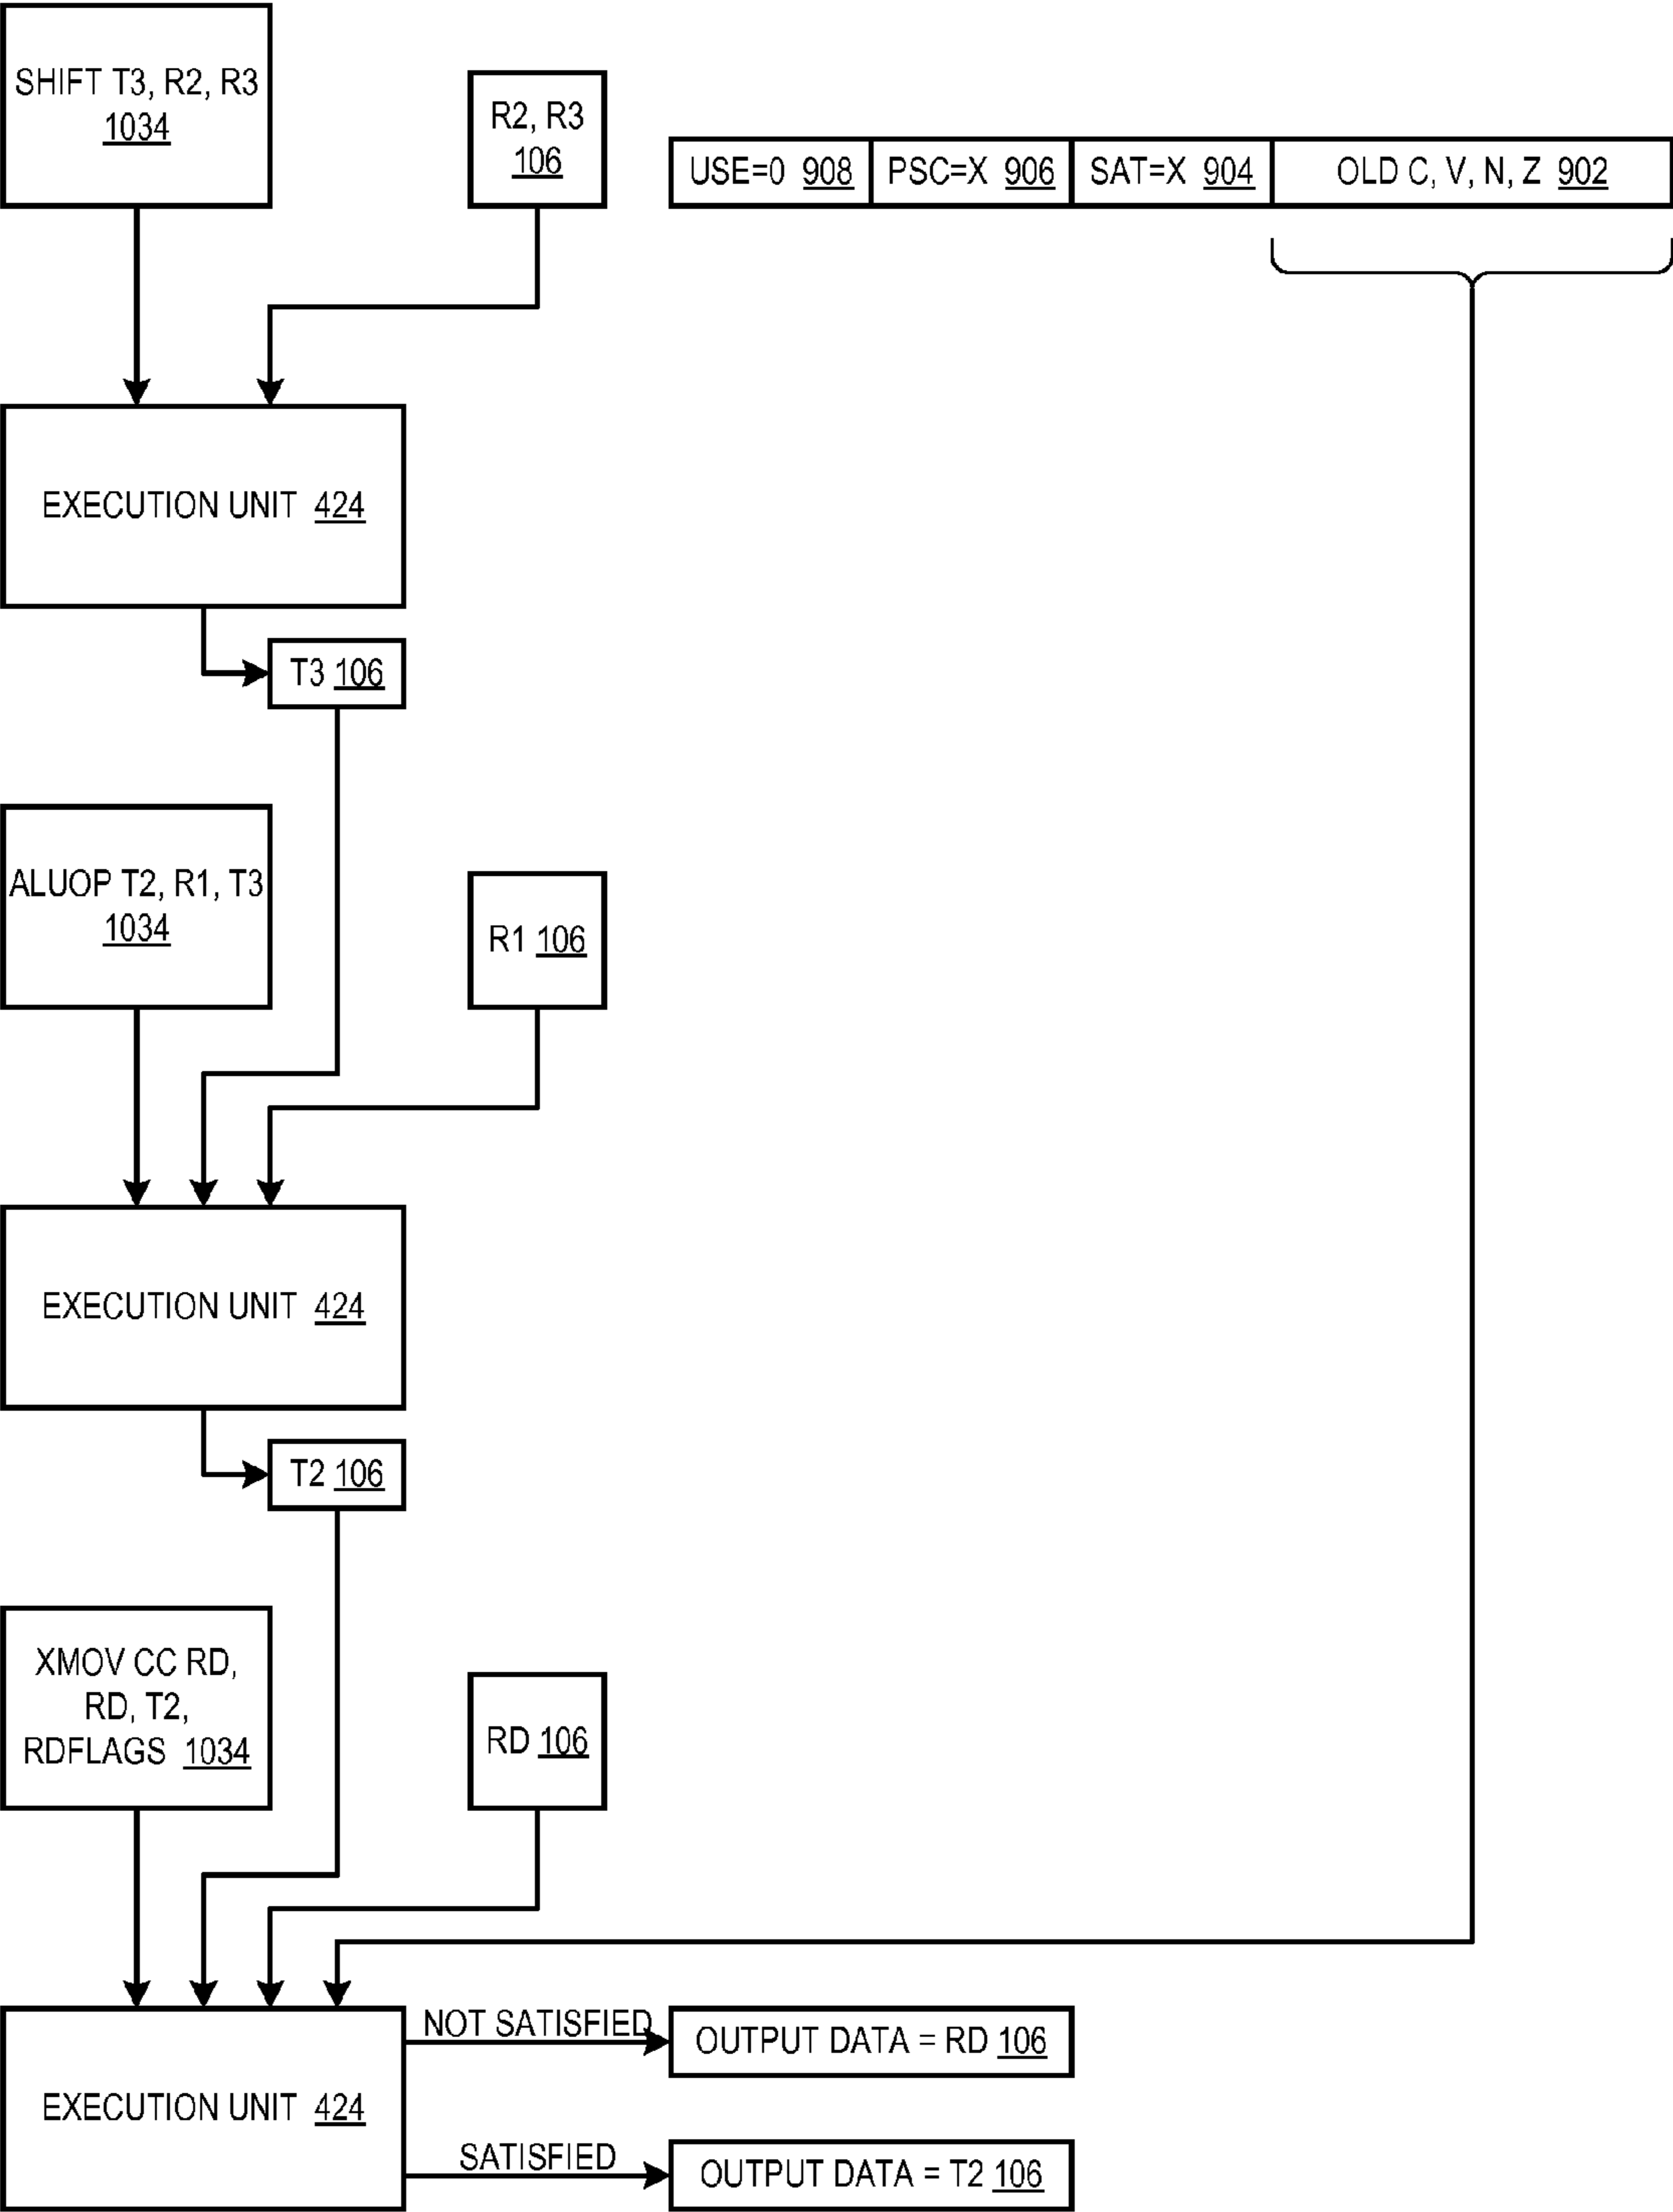 SHIFT T3, R2, R3
1034
R2, R3
106
USE=0 908 PSC=X 906 SAT=X 904 OLD C, V, N, Z 902
EXECUTION UNIT 424
T3 106
ALUOP T2, R1, T3
1034
R1 106
EXECUTION UNIT 424
T2 106
XMOV CC RD,
RD, T2,
RDFLAGS 1034
RD 106
EXECUTION UNIT 424
NOT SATISFIED
OUTPUT DATA = RD 106
SATISFIED
OUTPUT DATA = T2 106